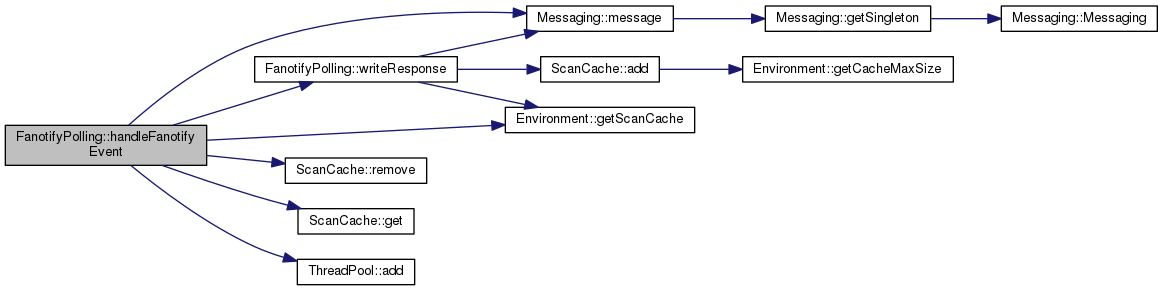 FanotifyPolling::handleFanotify
Event
Messaging::message
Messaging::getSingleton
Messaging::Messaging
FanotifyPolling::writeResponse
ScanCache::add
Environment::getCacheMaxSize
Environment::getScanCache
ScanCache::remove
ScanCache::get
ThreadPool::add